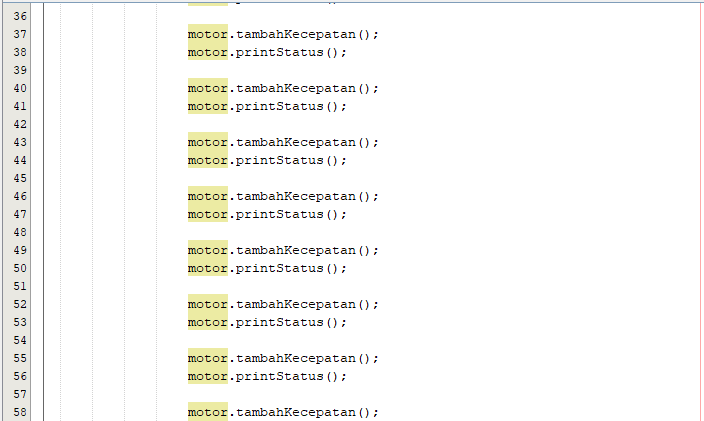 36
37 motor.tambahKecepatan();
38 motor.printStatus();
39
40 motor.tambahKecepatan();
41 motor.printStatus();
42
43 motor.tambahKecepatan();
44 motor.printStatus();
45
46 motor.tambahKecepatan();
47 motor.printStatus();
48
49 motor.tambahKecepatan();
50 motor.printStatus();
51
52 motor.tambahKecepatan();
53 motor.printStatus();
54
55 motor.tambahKecepatan();
56 motor.printStatus();
57
58 motor.tambahKecepatan();